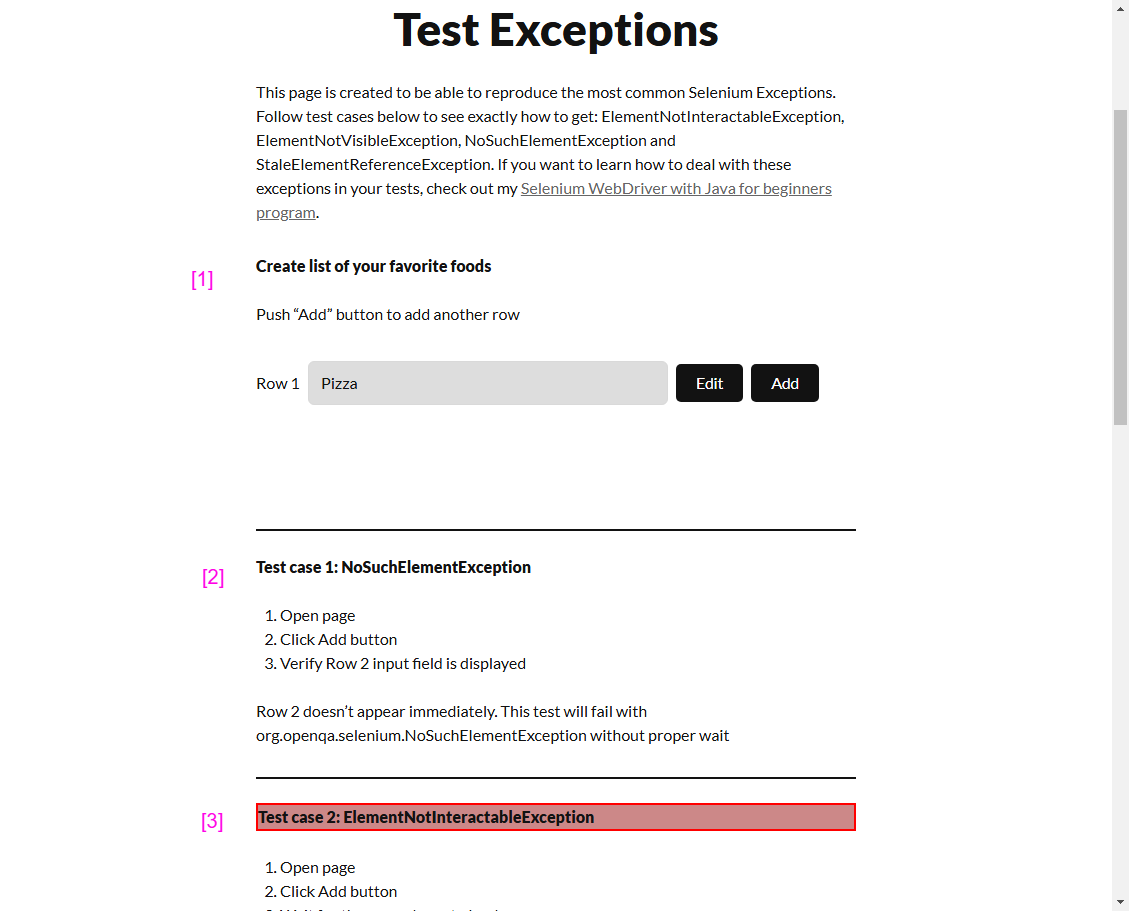 Test Exceptions
This page is created to be able to reproduce the most common Selenium Exceptions.
Follow test cases below to see exactly how to get: ElementNotInteractableException,
ElementNotVisibleException, NoSuchElementException and
StaleElementReferenceException. If you want to learn how to deal with these
exceptions in your tests, check out my Selenium WebDriver with Java for beginners
program.
[1]
Create list of your favorite foods
Push “Add” button to add another row
Row 1 Pizza Edit Add
[2]
Test case 1: NoSuchElementException
1. Open page
2. Click Add button
3. Verify Row 2 input field is displayed
Row 2 doesn’t appear immediately. This test will fail with
org.openqa.selenium.NoSuchElementException without proper wait
[3]
Test case 2: ElementNotInteractableException
1. Open page
2. Click Add button